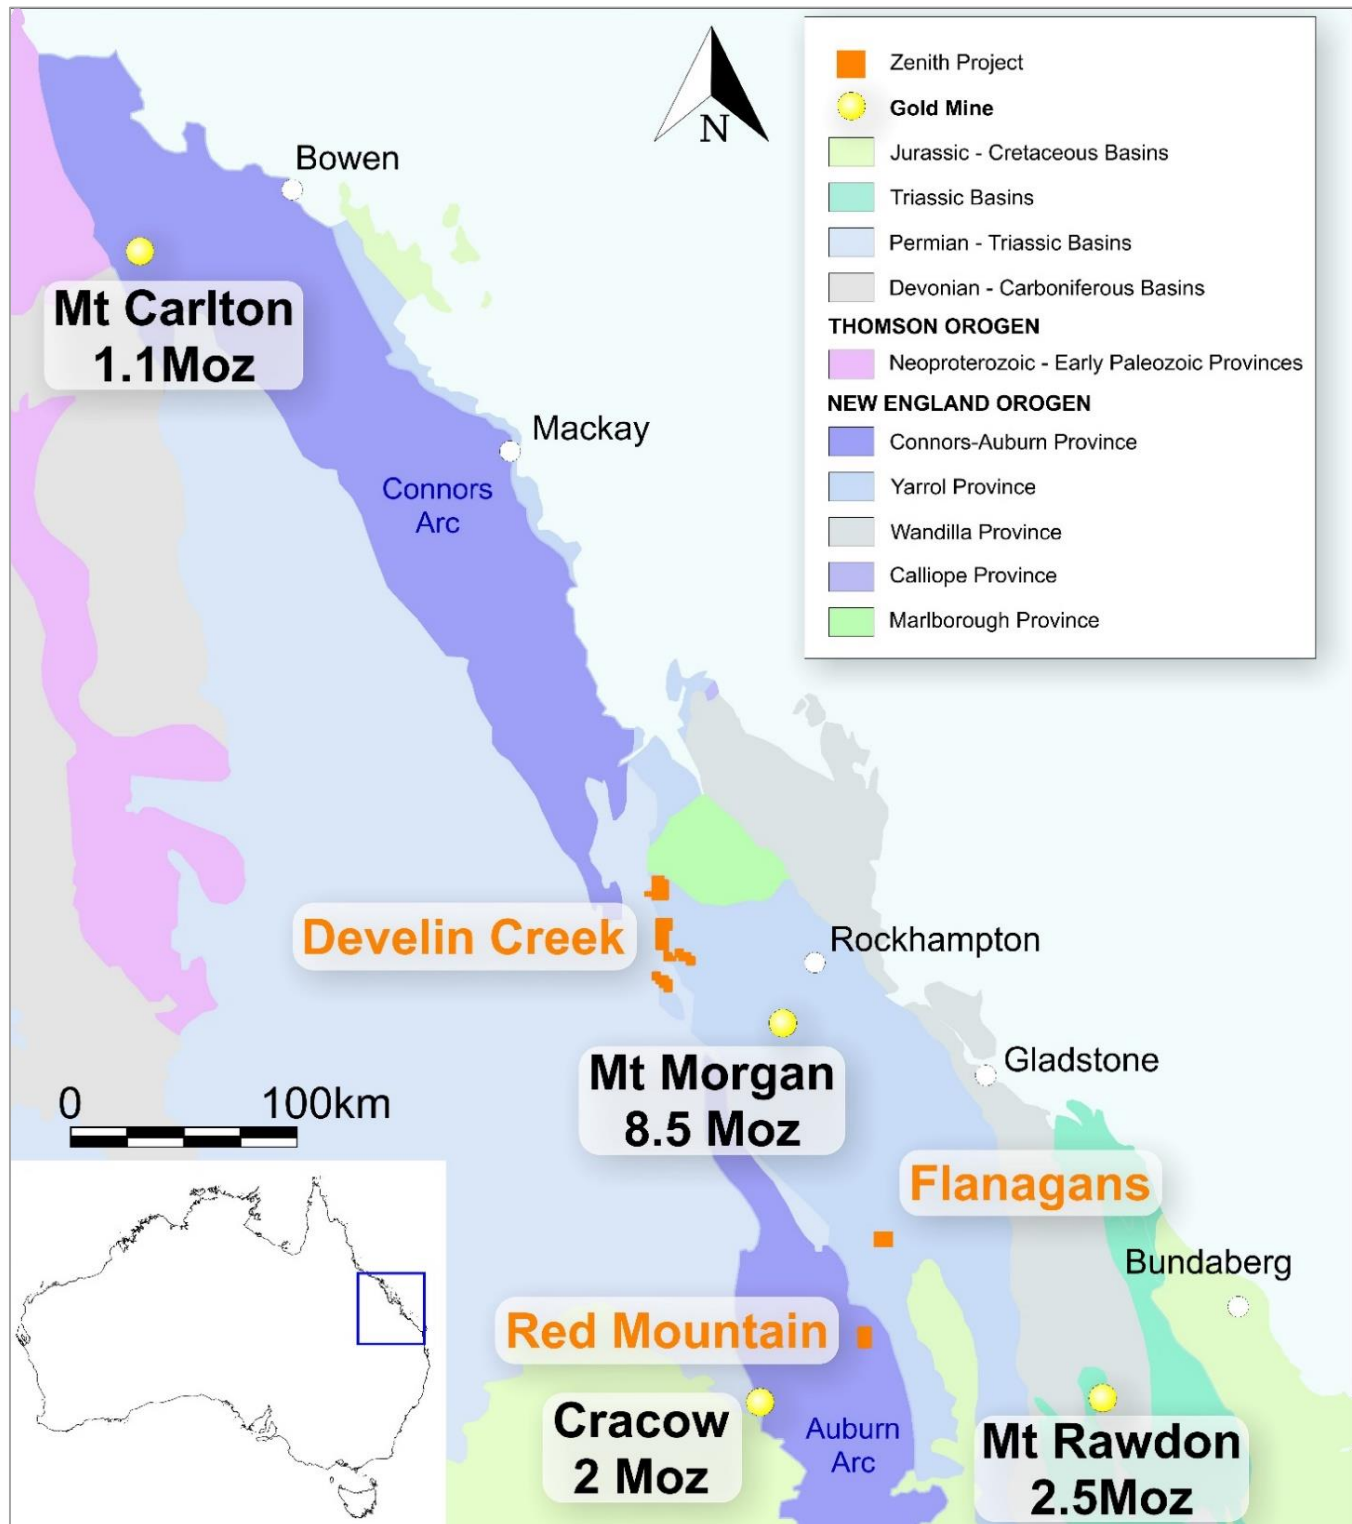 Zenith Project
Gold Mine
Jurassic - Cretaceous Basins
Triassic Basins
Permian - Triassic Basins
Devonian - Carboniferous Basins
THOMSON OROGEN
Neoproterozoic - Early Paleozoic Provinces
NEW ENGLAND OROGEN
Connors-Auburn Province
Yarrol Province
Wandilla Province
Calliope Province
Marlborough Province
N
Bowen
Mt Carlton
1.1Moz
Mackay
Connors
Arc
Develin Creek
Rockhampton
Mt Morgan
8.5 Moz
Gladstone
0 100km
Flanagans
Bundaberg
Red Mountain
Cracow
2 Moz
Auburn
Arc
Mt Rawdon
2.5Moz